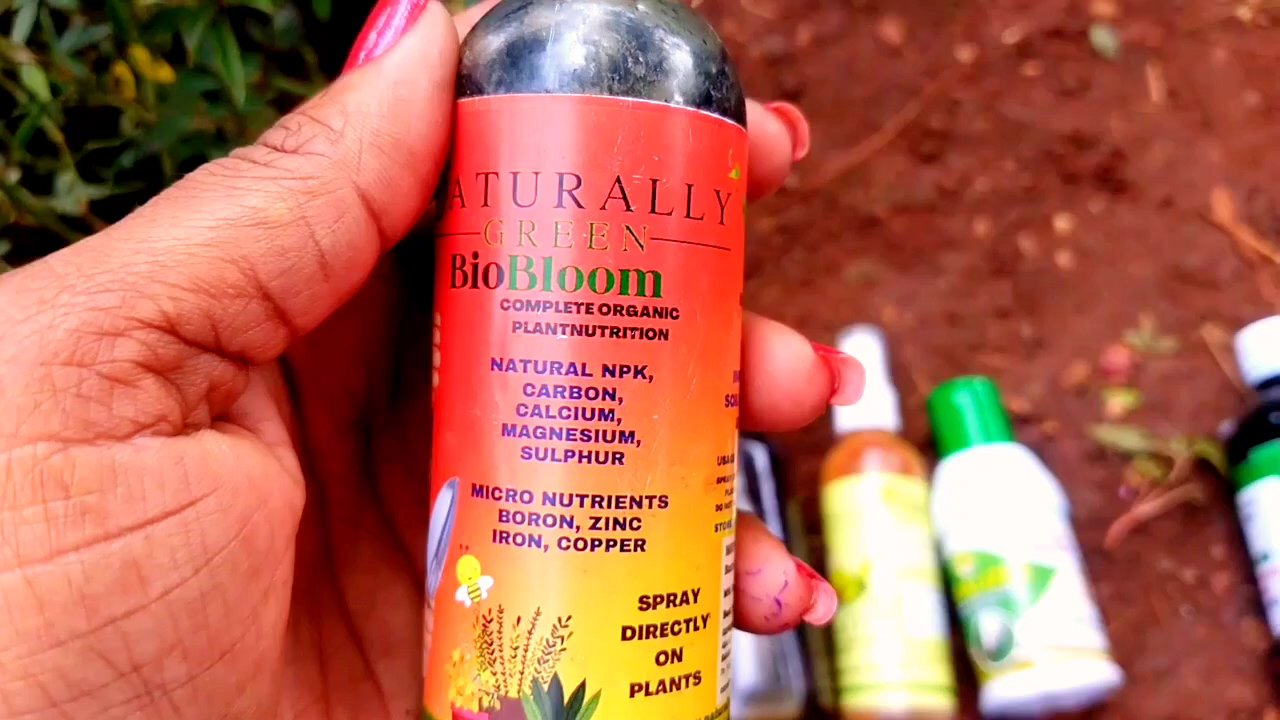 NATURALLY
GREEN
BioBloom
COMPLETE ORGANIC
PLANTNUTRITION
NATURAL NPK,
CARBON,
CALCIUM,
MAGNESIUM,
SULPHUR
MICRO NUTRIENTS
BORON, ZINC
IRON, COPPER
SPRAY
DIRECTLY
ON
PLANTS